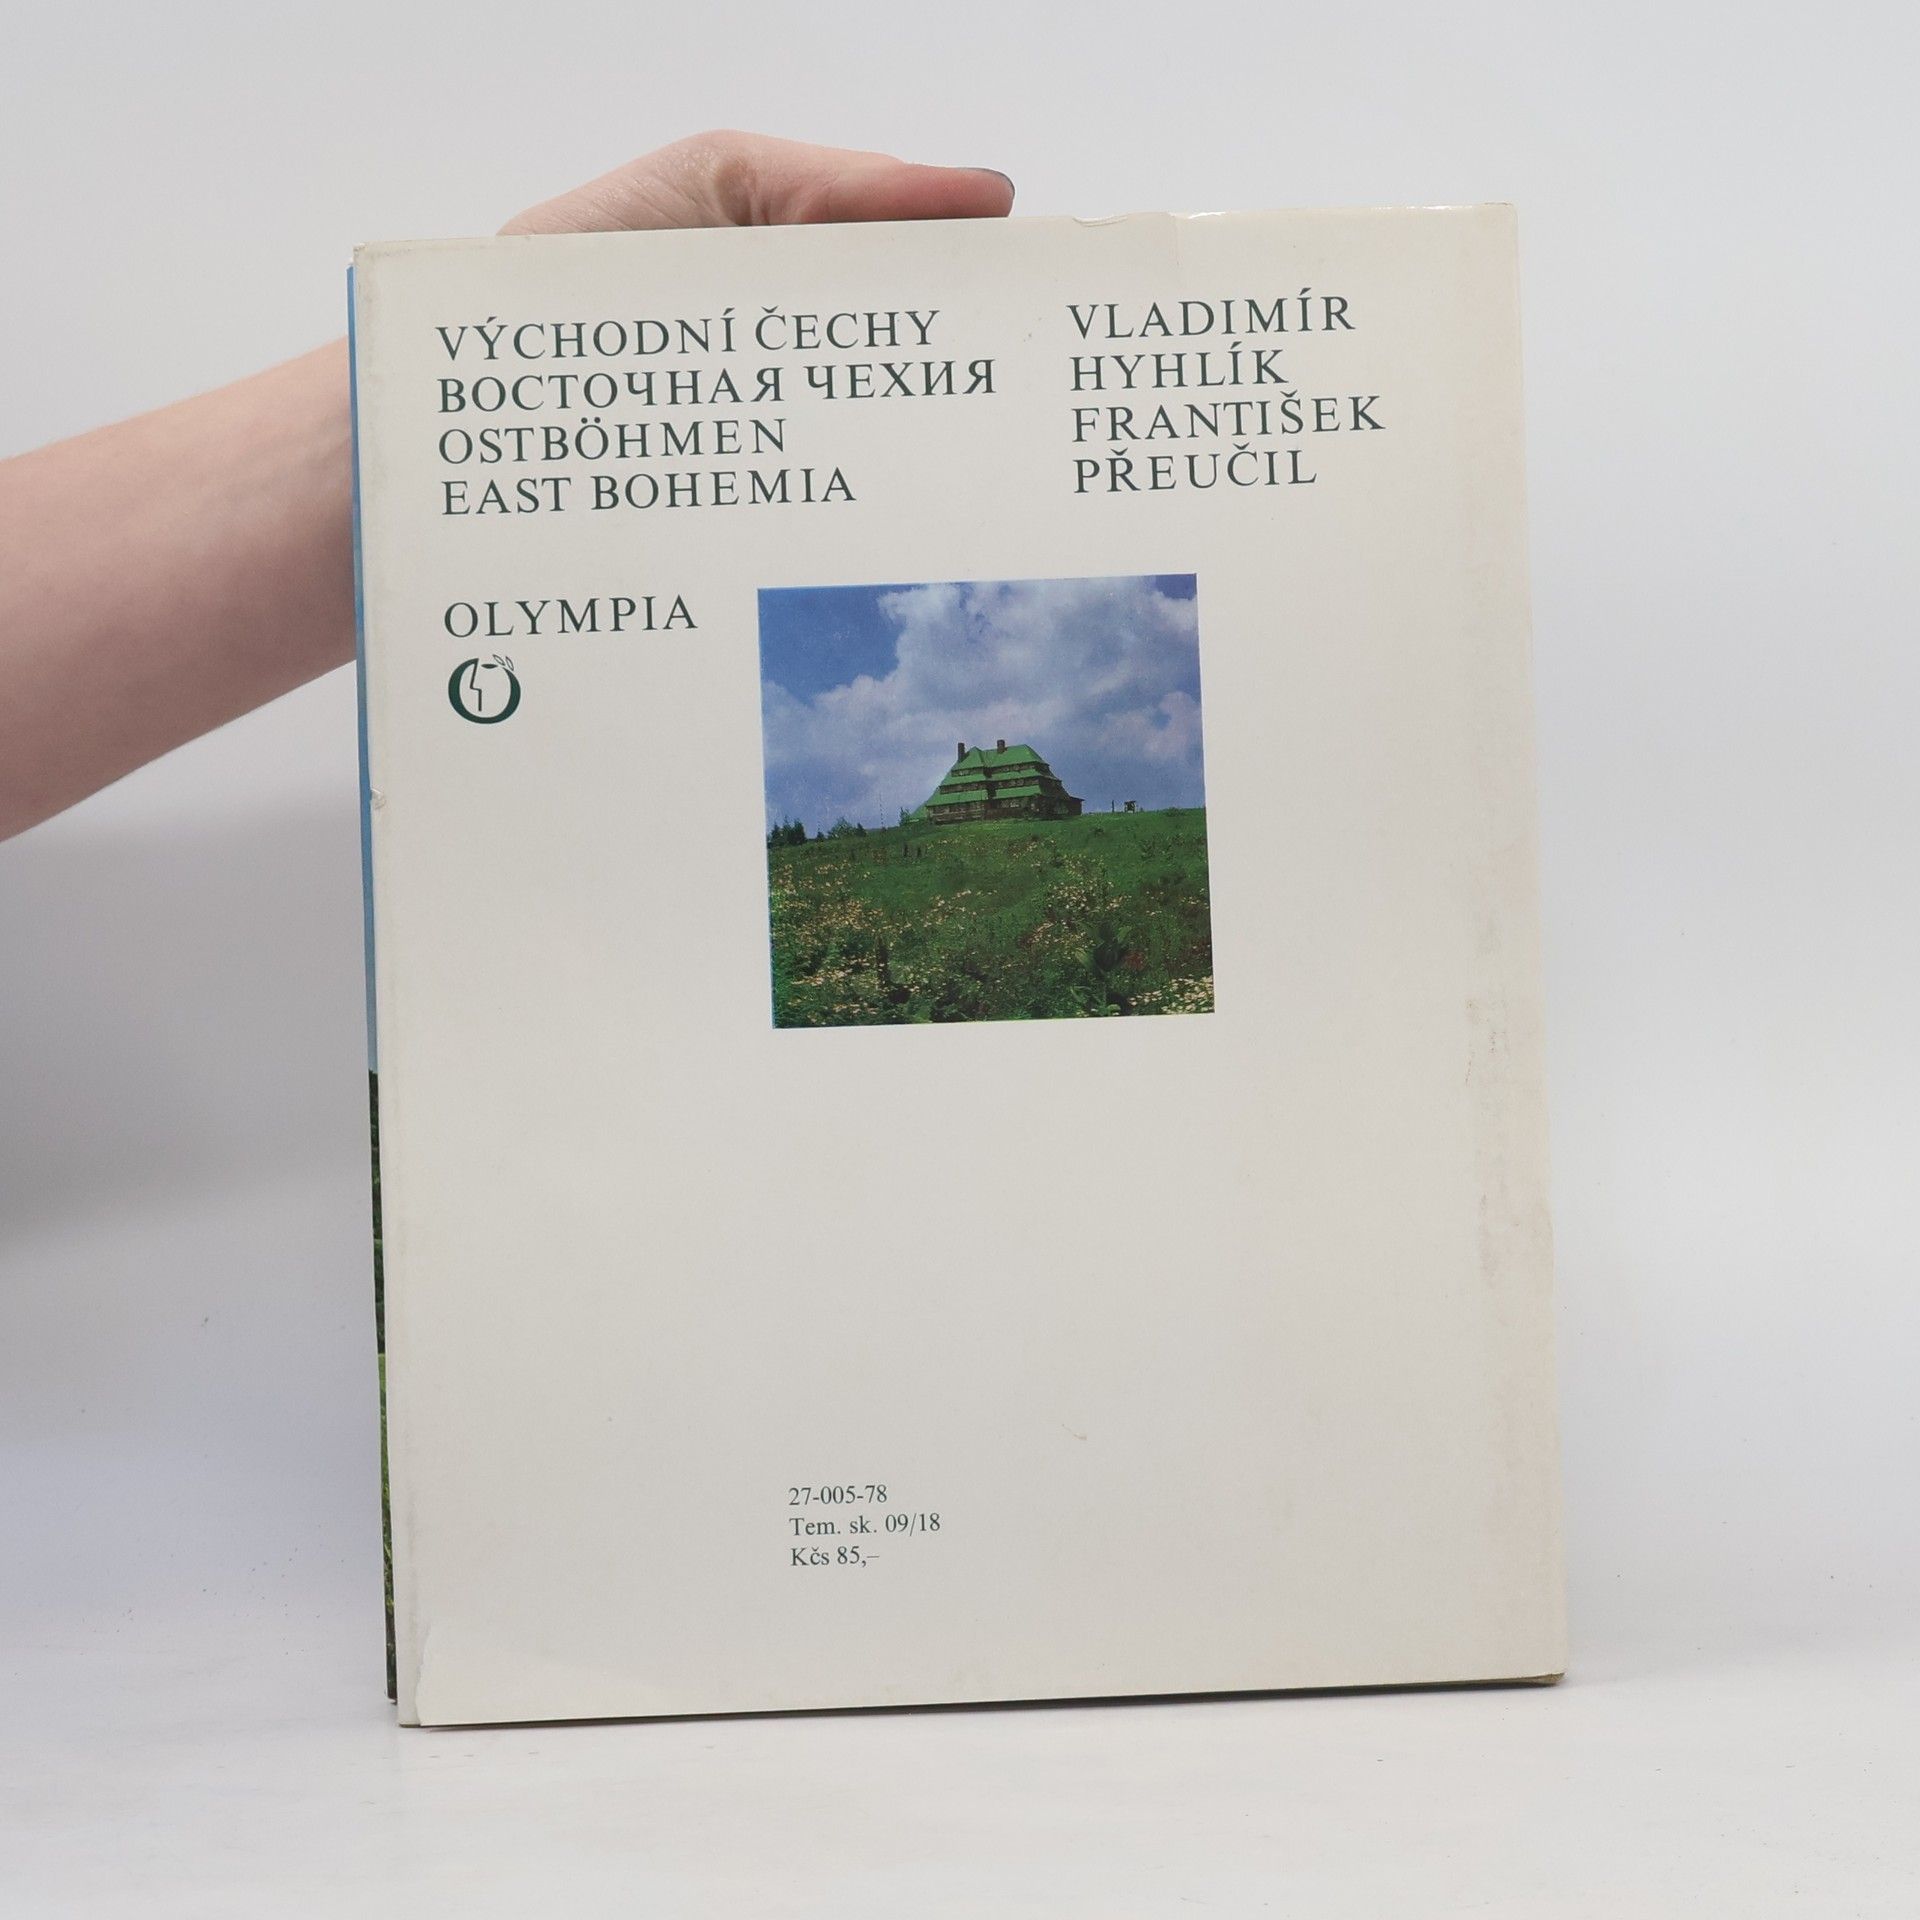 VÝCHODNÍ ČECHY
ВОСТОЧНАЯ ЧЕХИЯ
OSTBÖHMEN
EAST BOHEMIA
VLADIMÍR
HYHLÍK
FRANTIŠEK
PŘEUČIL
OLYMPIA
27-005-78
Tem. sk. 09/18
Kčs 85,–